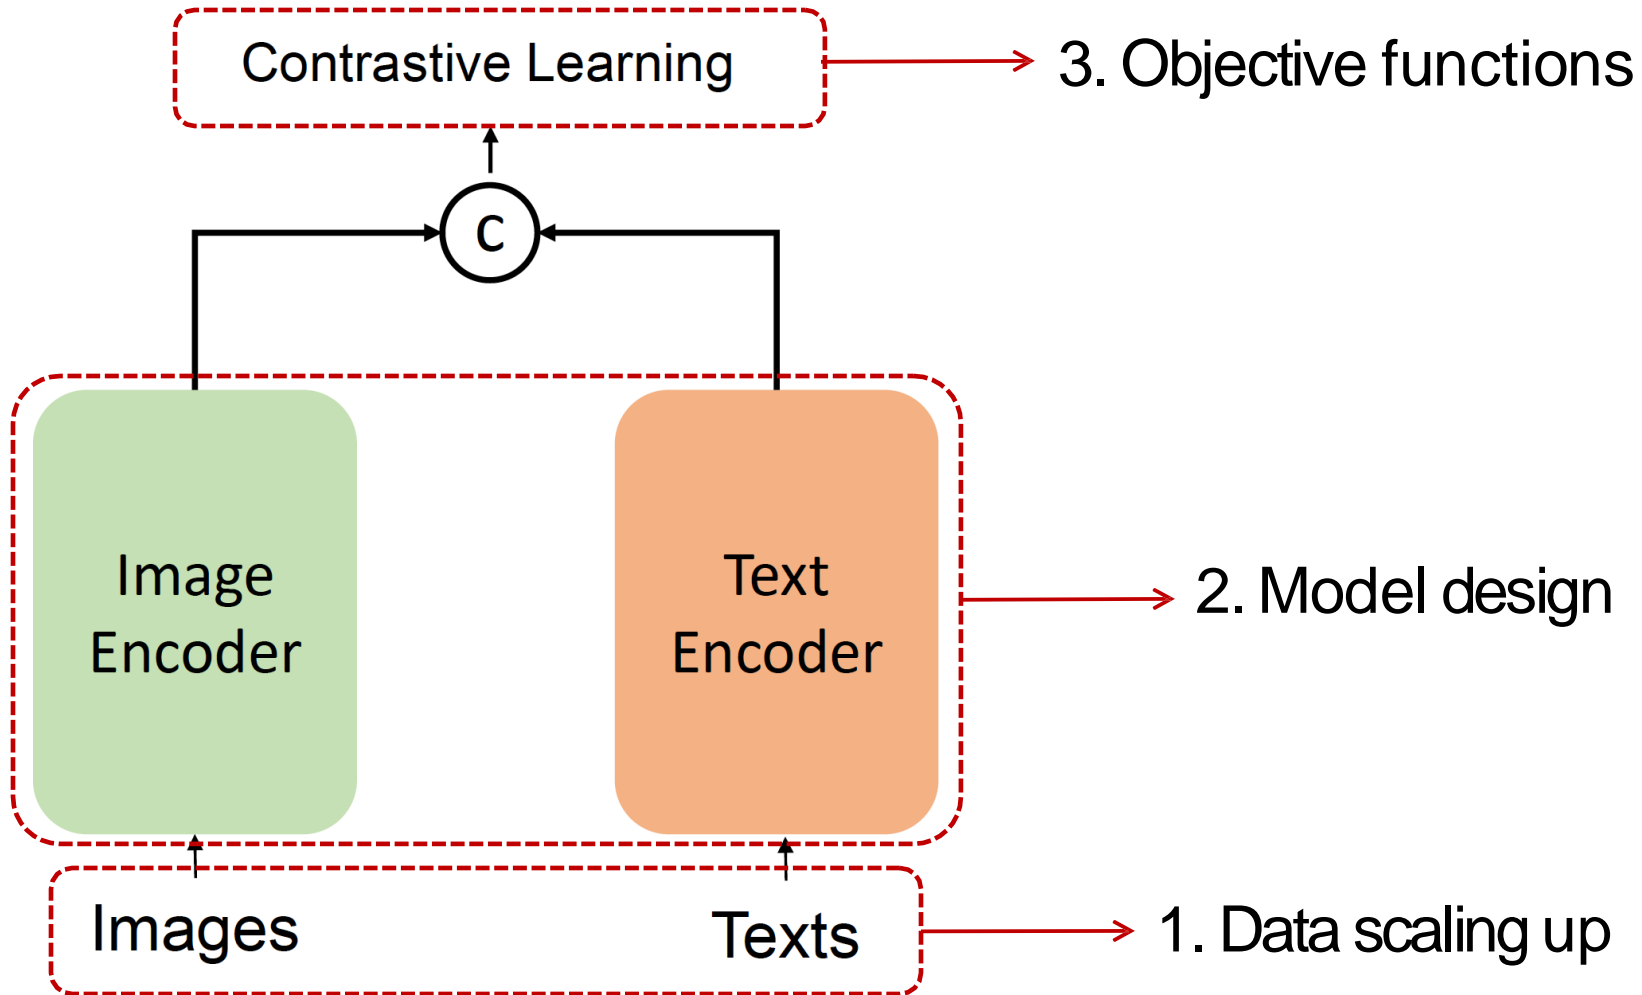 Contrastive Learning
3. Objective functions
C
Image
Encoder
Text
Encoder
2. Model design
Images
Texts
1. Data scaling up